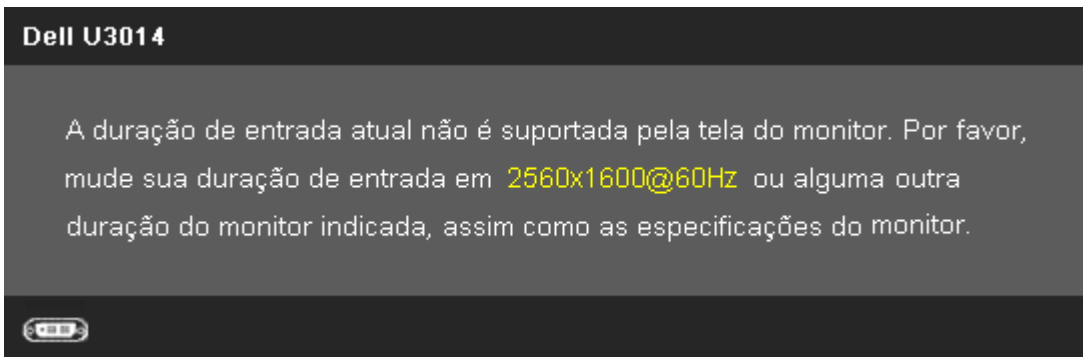 Dell U3014
A duração de entrada atual não é suportada pela tela do monitor. Por favor,
mude sua duração de entrada em 2560x1600@60Hz ou alguma outra
duração do monitor indicada, assim como as especificações do monitor.